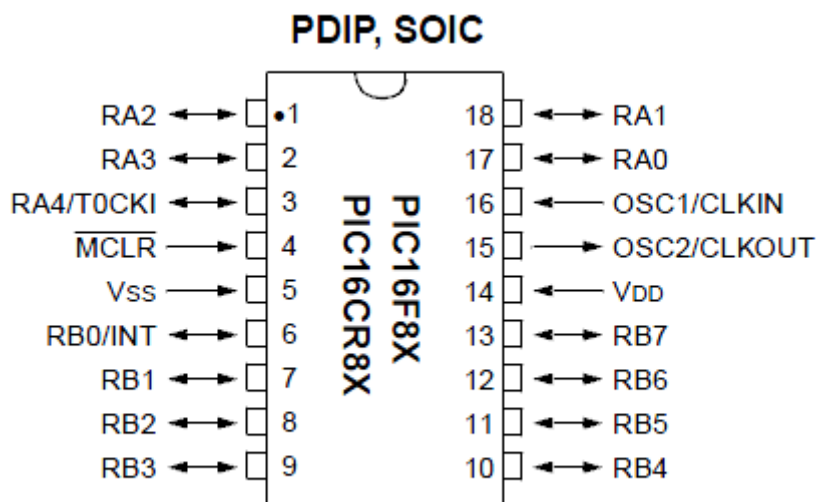 PDIP, SOIC
RA2 •1 18 RA1
RA3 2 17 RA0
RA4/T0CKI 3 16 OSC1/CLKIN
MCLR 4 15 OSC2/CLKOUT
VSS 5 14 VDD
RB0/INT 6 13 RB7
RB1 7 12 RB6
RB2 8 11 RB5
RB3 9 10 RB4
PIC16F8X
PIC16CR8X